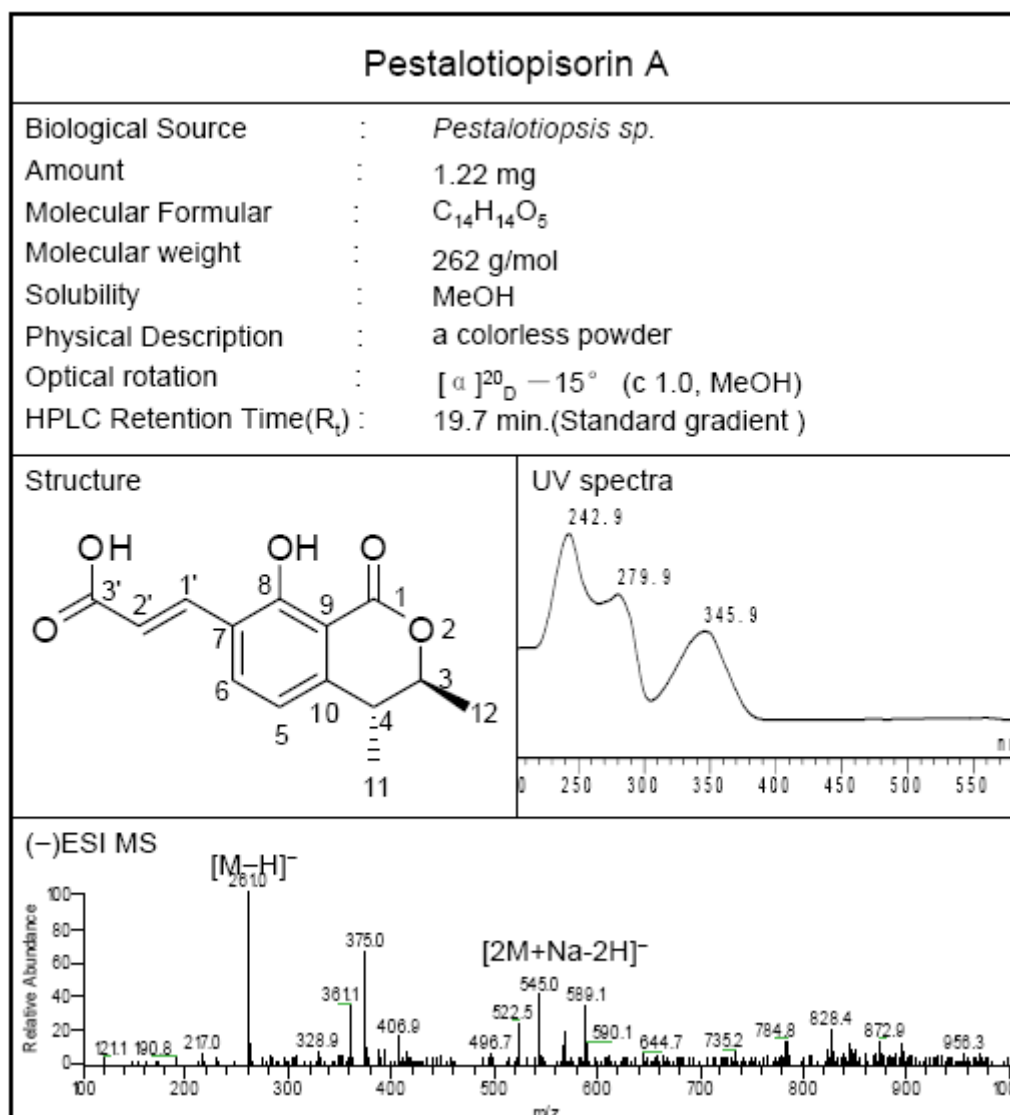 Pestalotiopisorin A
Biological Source : Pestalotiopsis sp.
Amount : 1.22 mg
Molecular Formular : C₁₄H₁₄O₅
Molecular weight : 262 g/mol
Solubility : MeOH
Physical Description : a colorless powder
Optical rotation : [α]²⁰D －15° (c 1.0, MeOH)
HPLC Retention Time(Rₜ) : 19.7 min.(Standard gradient )
Structure
OH
OH
O
3'
1'
8
9
1
O
2'
7
O
2
6
10
4
3
12
5
11
UV spectra
242.9
279.9
345.9
nm
0 250 300 350 400 450 500 550
(−)ESI MS
[M−H]⁻
261.0
[2M+Na-2H]⁻
Relative Abundance
100
80
60
40
20
0
121.1
190.8
217.0
328.9
361.1
375.0
406.9
496.7
522.5
545.0
589.1
590.1
644.7
735.2
784.8
828.4
872.9
956.3
100 200 300 400 500 600 700 800 900 100
m/z